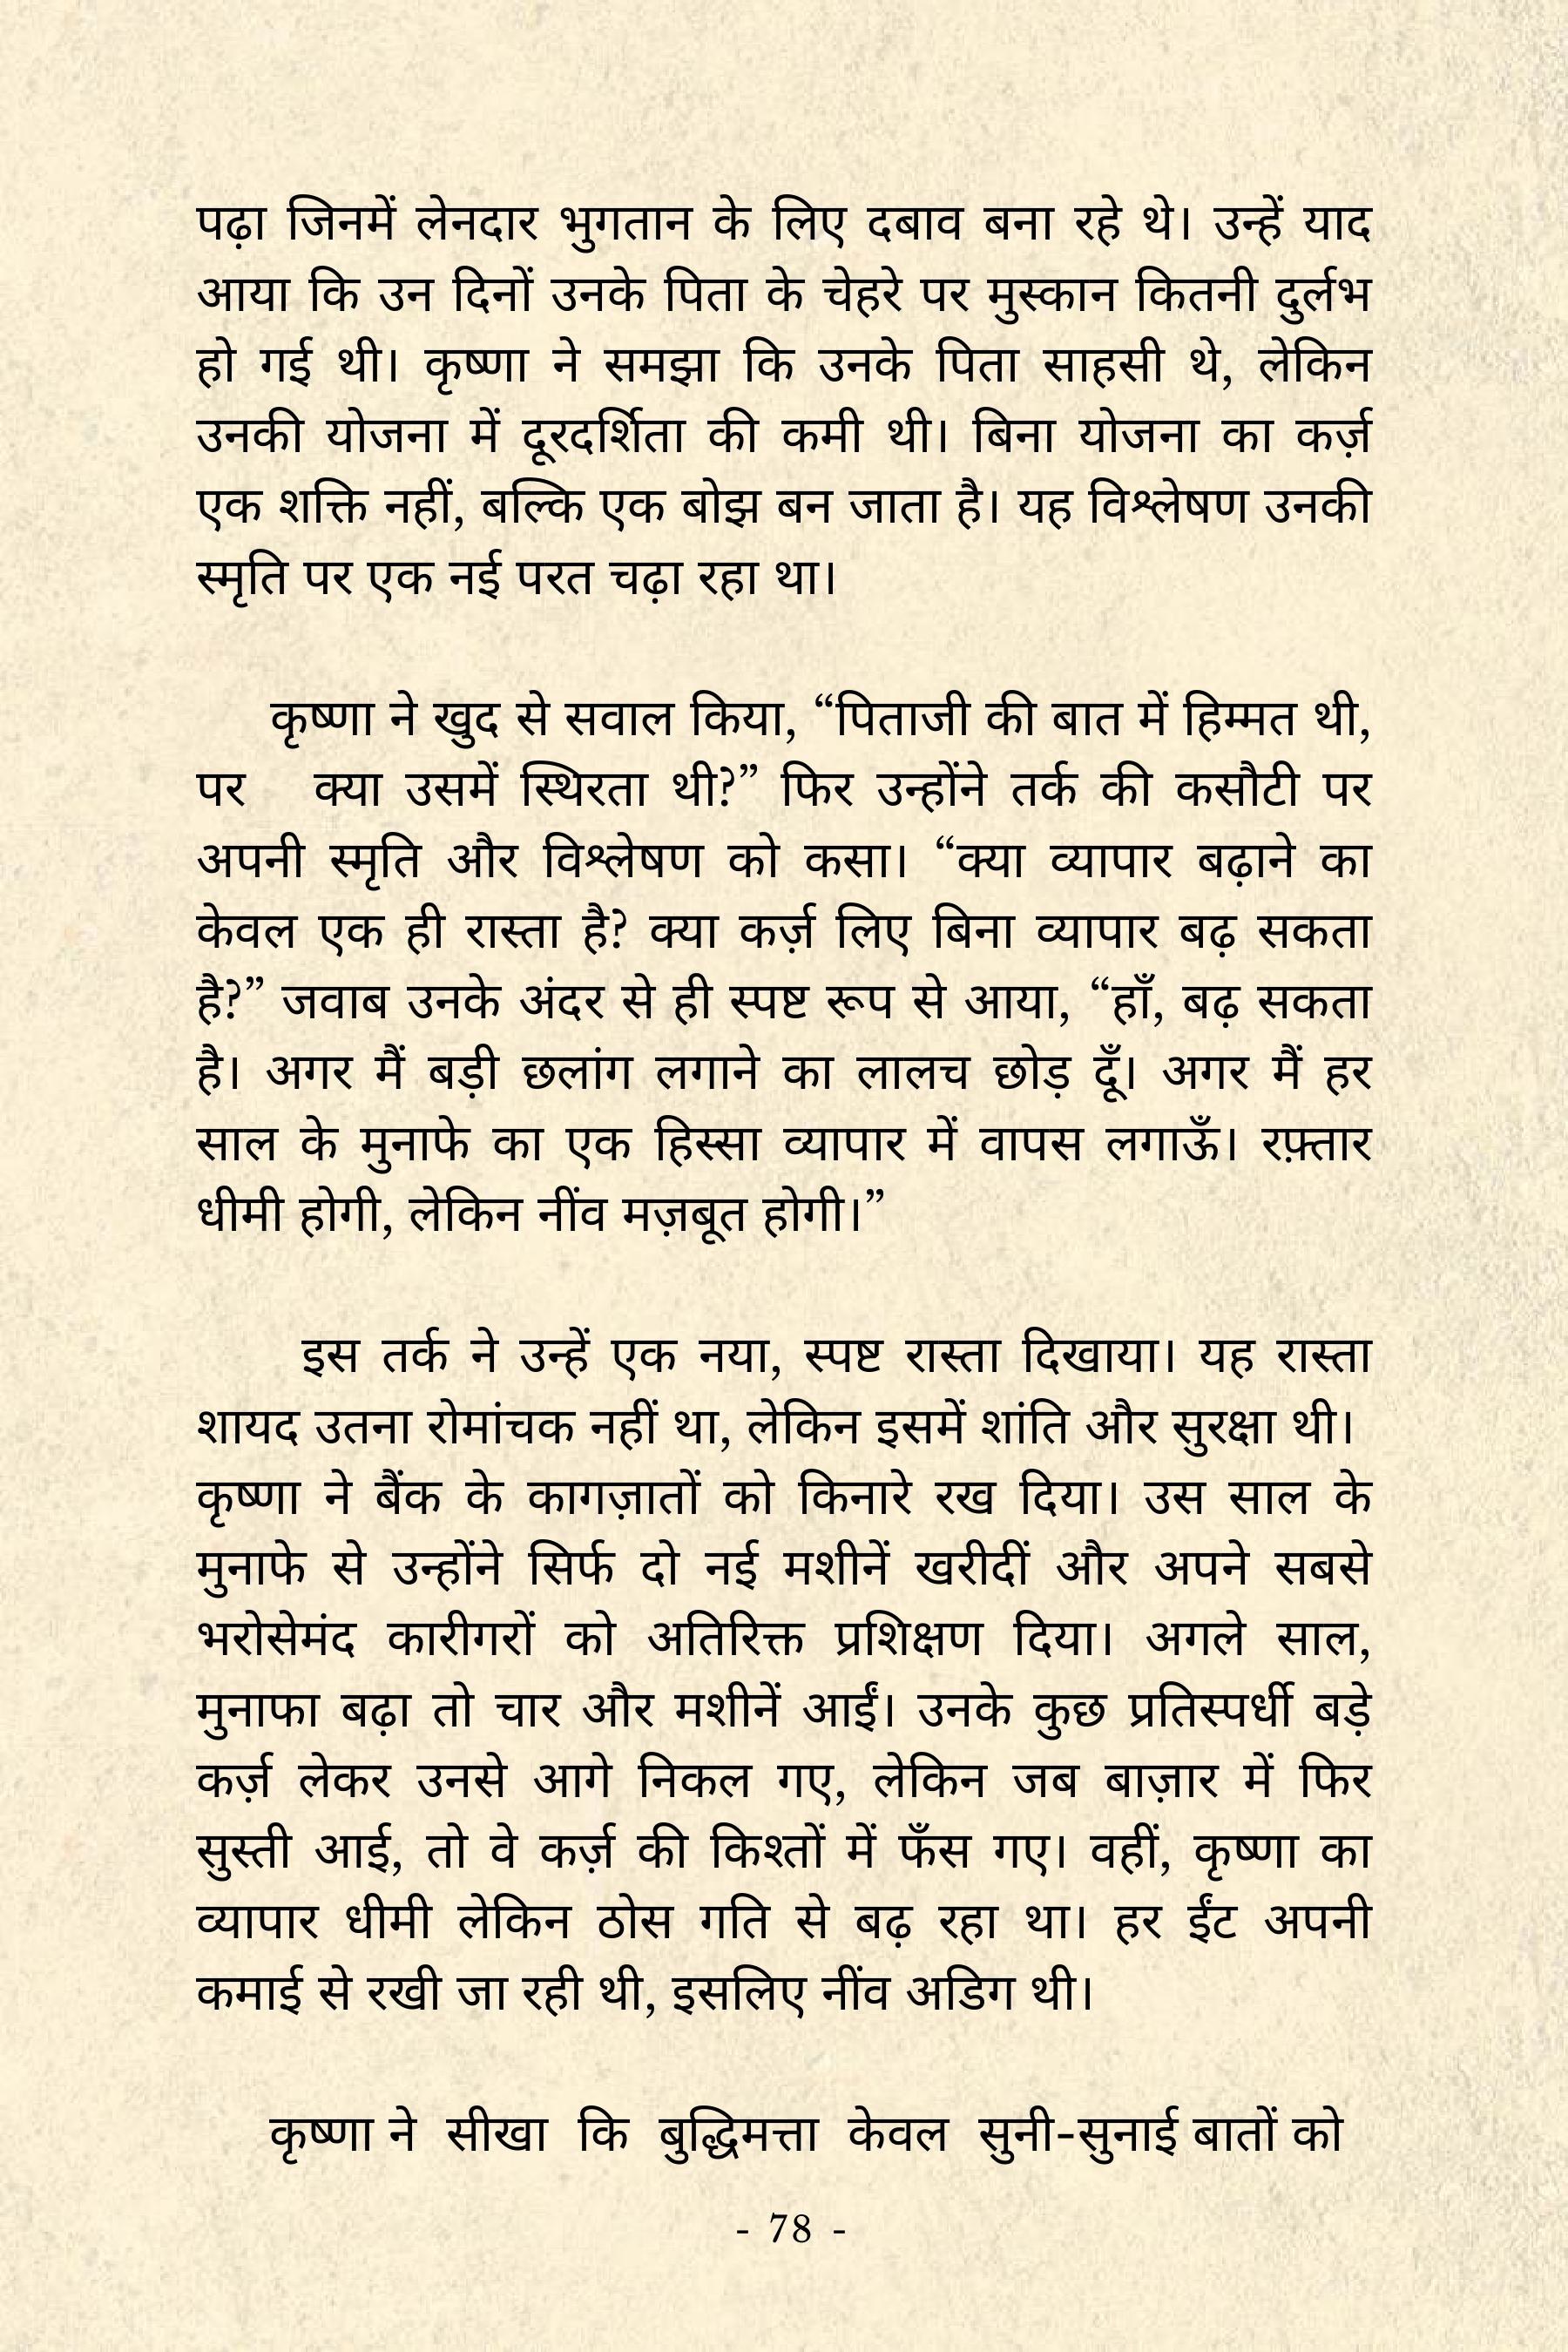 पढ़ा जिनमें लेनदार भुगतान के लिए दबाव बना रहे थे। उन्हें याद
आया कि उन दिनों उनके पिता के चेहरे पर मुस्कान कितनी दुर्लभ
हो गई थी। कृष्णा ने समझा कि उनके पिता साहसी थे, लेकिन
उनकी योजना में दूरदर्शिता की कमी थी। बिना योजना का कर्ज़
एक शक्ति नहीं, बल्कि एक बोझ बन जाता है। यह विश्लेषण उनकी
स्मृति पर एक नई परत चढ़ा रहा था।
कृष्णा ने खुद से सवाल किया, “पिताजी की बात में हिम्मत थी,
पर क्या उसमें स्थिरता थी?” फिर उन्होंने तर्क की कसौटी पर
अपनी स्मृति और विश्लेषण को कसा। “क्या व्यापार बढ़ाने का
केवल एक ही रास्ता है? क्या कर्ज़ लिए बिना व्यापार बढ़ सकता
है?” जवाब उनके अंदर से ही स्पष्ट रूप से आया, “हाँ, बढ़ सकता
है। अगर मैं बड़ी छलांग लगाने का लालच छोड़ दूँ। अगर मैं हर
साल के मुनाफे का एक हिस्सा व्यापार में वापस लगाऊँ। रफ़्तार
धीमी होगी, लेकिन नींव मज़बूत होगी।”
इस तर्क ने उन्हें एक नया, स्पष्ट रास्ता दिखाया। यह रास्ता
शायद उतना रोमांचक नहीं था, लेकिन इसमें शांति और सुरक्षा थी।
कृष्णा ने बैंक के कागज़ातों को किनारे रख दिया। उस साल के
मुनाफे से उन्होंने सिर्फ दो नई मशीनें खरीदीं और अपने सबसे
भरोसेमंद कारीगरों को अतिरिक्त प्रशिक्षण दिया। अगले साल,
मुनाफा बढ़ा तो चार और मशीनें आईं। उनके कुछ प्रतिस्पर्धी बड़े
कर्ज़ लेकर उनसे आगे निकल गए, लेकिन जब बाज़ार में फिर
सुस्ती आई, तो वे कर्ज़ की किश्तों में फँस गए। वहीं, कृष्णा का
व्यापार धीमी लेकिन ठोस गति से बढ़ रहा था। हर ईंट अपनी
कमाई से रखी जा रही थी, इसलिए नींव अडिग थी।
कृष्णा ने सीखा कि बुद्धिमत्ता केवल सुनी-सुनाई बातों को
- 78 -